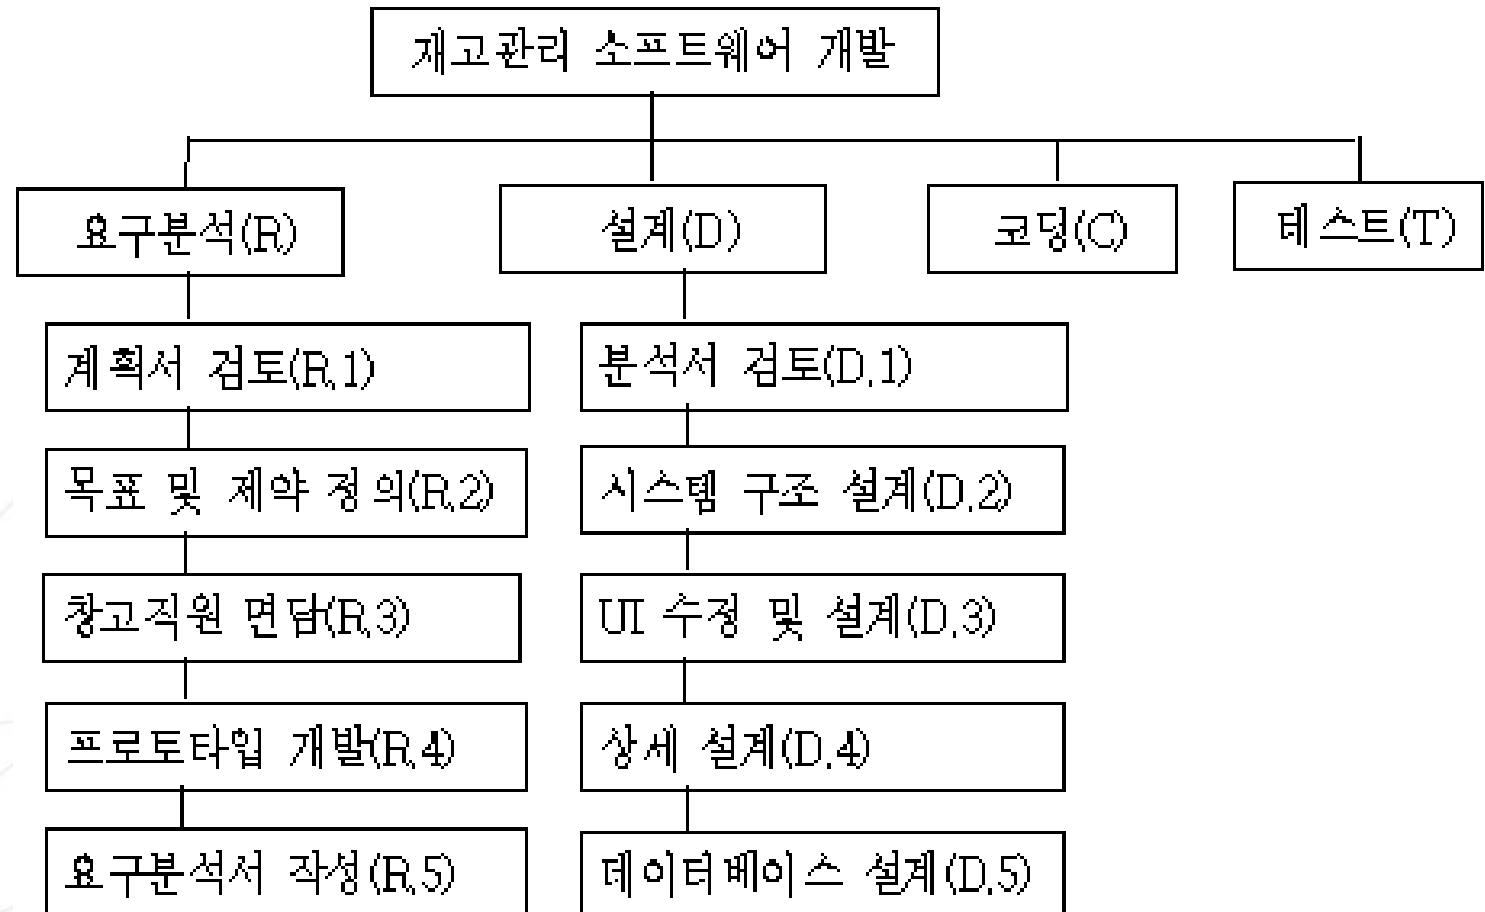 재고관리 소프트웨어 개발
요구분석(R)
설계(D)
코딩(C)
테스트(T)
계획서 검토(R.1)
목표 및 제약 정의(R.2)
창고직원 면담(R.3)
프로토타입 개발(R.4)
요구분석서 작성(R.5)
분석서 검토(D.1)
시스템 구조 설계(D.2)
UI 수정 및 설계(D.3)
상세 설계(D.4)
데이터베이스 설계(D.5)